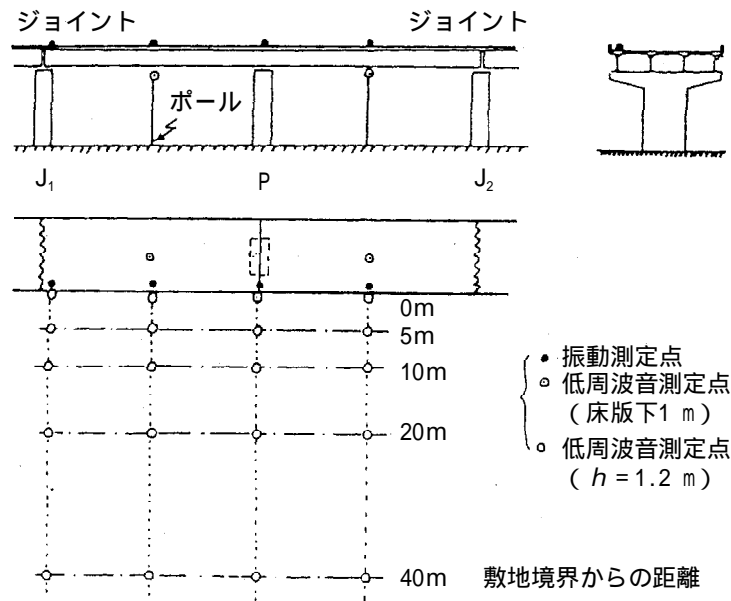 ジョイント
ジョイント
ポール
J₁
P
J₂
0m
5m
10m
20m
40m
敷地境界からの距離
振動測定点
低周波音測定点
（床版下1 m）
低周波音測定点
（ h =1.2 m）